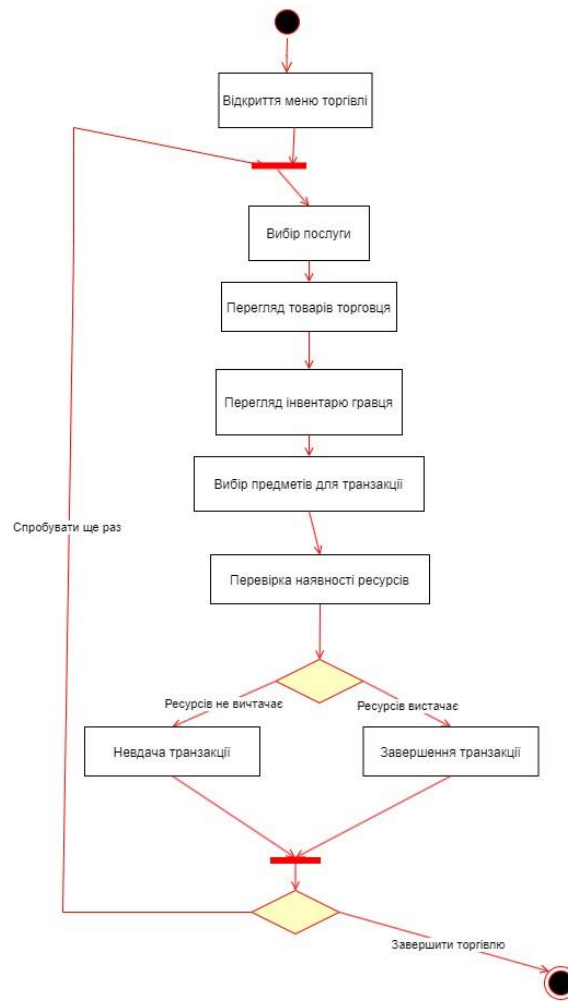 Відкриття меню торгівлі
Вибір послуги
Перегляд товарів торговця
Перегляд інвентарю гравця
Вибір предметів для транзакції
Спробувати ще раз
Перевірка наявності ресурсів
Ресурсів не вичтачає
Ресурсів вистачає
Невдача транзакції
Завершення транзакції
Завершити торгівлю